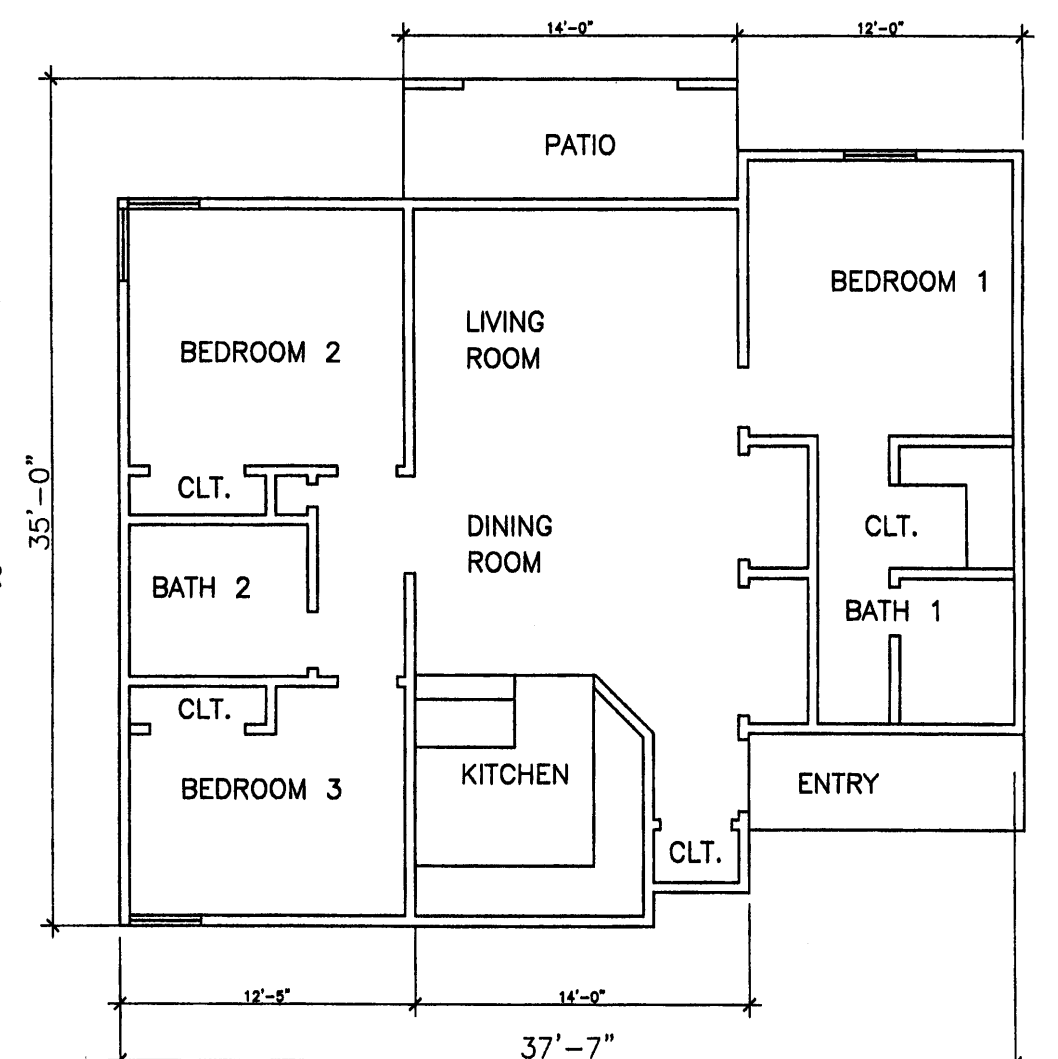 14'-0"
12'-0"
PATIO
BEDROOM 1
LIVING
ROOM
BEDROOM 2
35'-0"
CLT.
DINING
ROOM
CLT.
BATH 2
BATH 1
CLT.
KITCHEN
BEDROOM 3
ENTRY
CLT.
12'-5"
14'-0"
37'-7"